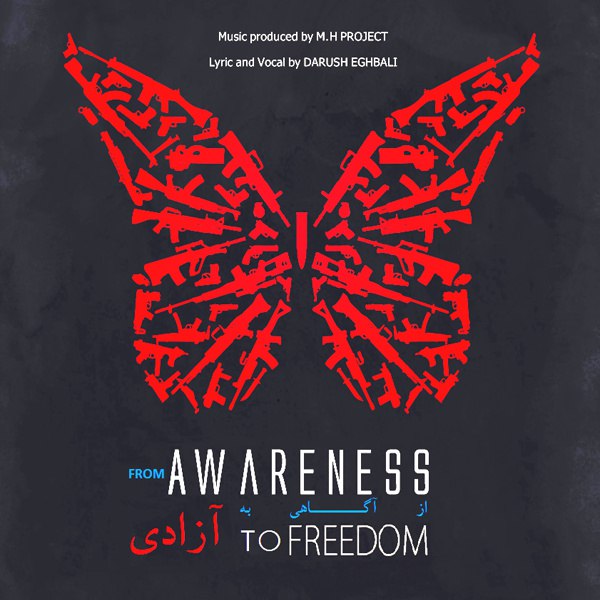 Music produced by M.H PROJECT
Lyric and Vocal by DARUSH EGHBALI
FROM AWARENESS
از آگاهی به
آزادی
TO FREEDOM